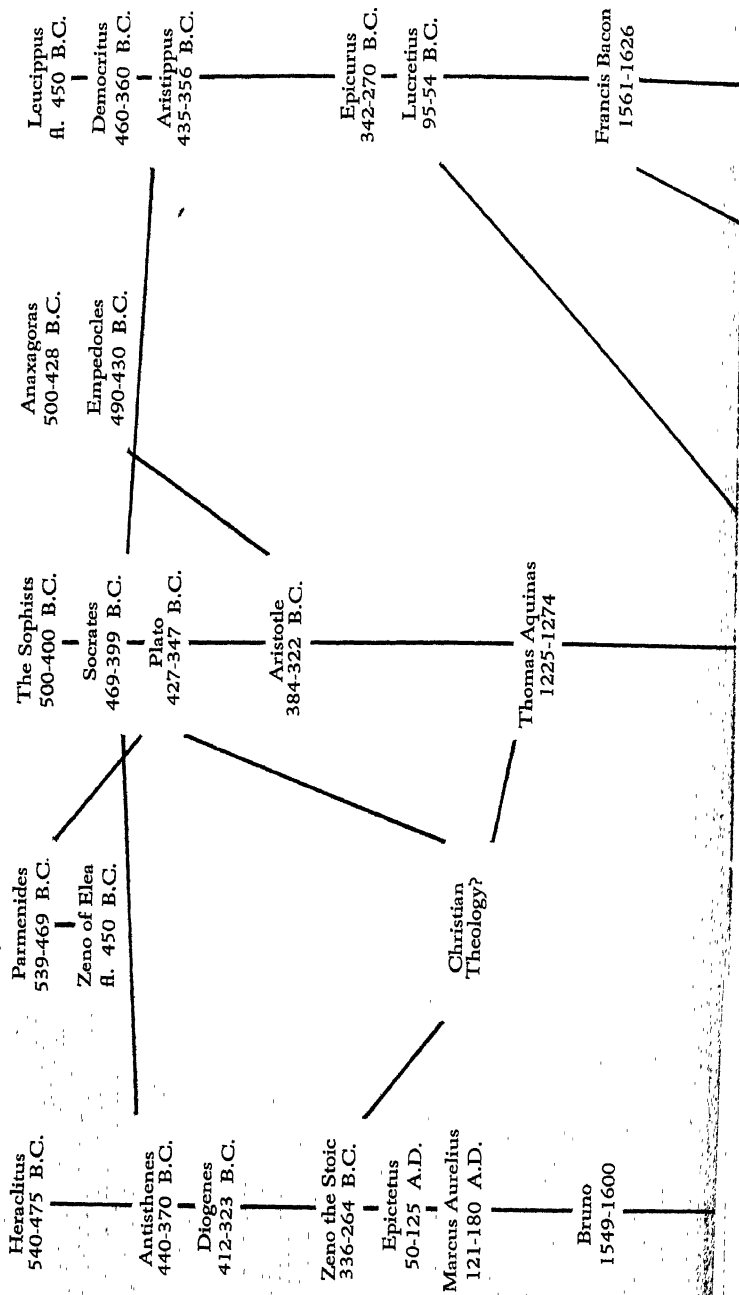 Heraclitus
540-475 B.C.
Antisthenes
440-370 B.C.
Diogenes
412-323 B.C.
Zeno the Stoic
336-264 B.C.
Epictetus
50-125 A.D.
Marcus Aurelius
121-180 A.D.
Bruno
1549-1600
Parmenides
539-469 B.C.
Zeno of Elea
fl. 450 B.C.
Christian
Theology?
The Sophists
500-400 B.C.
Socrates
469-399 B.C.
Plato
427-347 B.C.
Aristotle
384-322 B.C.
Thomas Aquinas
1225-1274
Anaxagoras
500-428 B.C.
Empedocles
490-430 B.C.
Leucippus
fl. 450 B.C.
Democritus
460-360 B.C.
Aristippus
435-356 B.C.
Epicurus
342-270 B.C.
Lucretius
95-54 B.C.
Francis Bacon
1561-1626